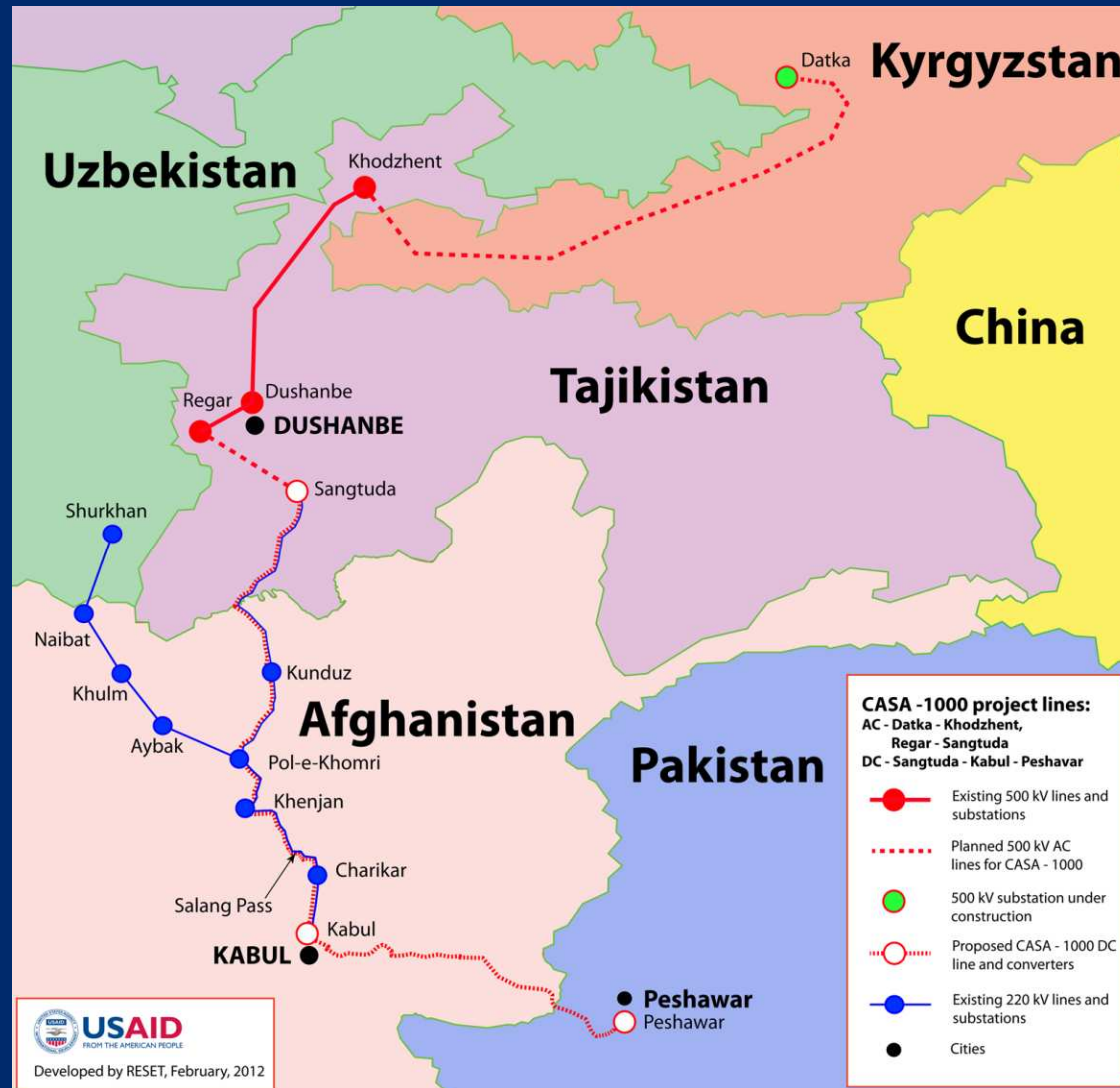 Datka
Kyrgyzstan
Uzbekistan
Khodzhent
China
Tajikistan
Regar
Dushanbe
DUSHANBE
Sangtuda
Shurkhan
Naibat
Khulm
Aybak
Kunduz
Afghanistan
Pol-e-Khomri
Pakistan
Khenjan
Charikar
Salang Pass
Kabul
KABUL
Peshawar
Peshawar
CASA -1000 project lines:
AC - Datka - Khodzhent,
Regar - Sangtuda
DC - Sangtuda - Kabul - Peshavar
Existing 500 kV lines and
substations
Planned 500 kV AC
lines for CASA - 1000
500 kV substation under
construction
Proposed CASA - 1000 DC
line and converters
Existing 220 kV lines and
substations
Cities
USAID
FROM THE AMERICAN PEOPLE
Developed by RESET, February, 2012